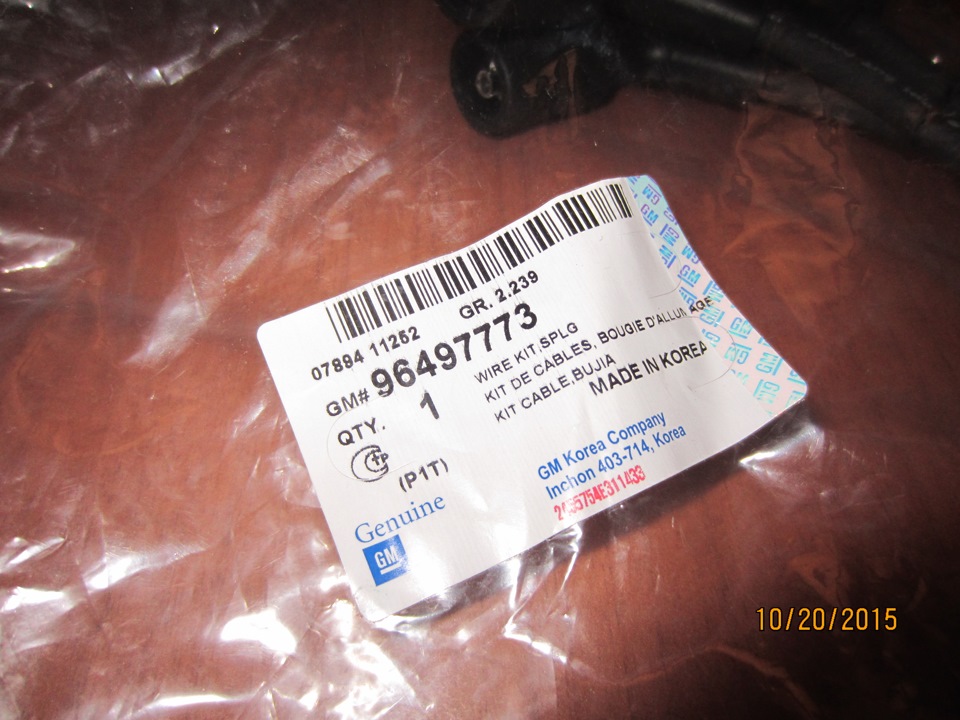 07894 11252 GR. 2.239
GM# 96497773
QTY. 1
WIRE KIT,SPLG
KIT DE CÂBLES, BOUGIE D'ALLUMAGE
KIT CABLE,BUJIA
MADE IN KOREA
(P1T)
GM Korea Company
Inchon 403-714, Korea
Genuine
GM
10/20/2015